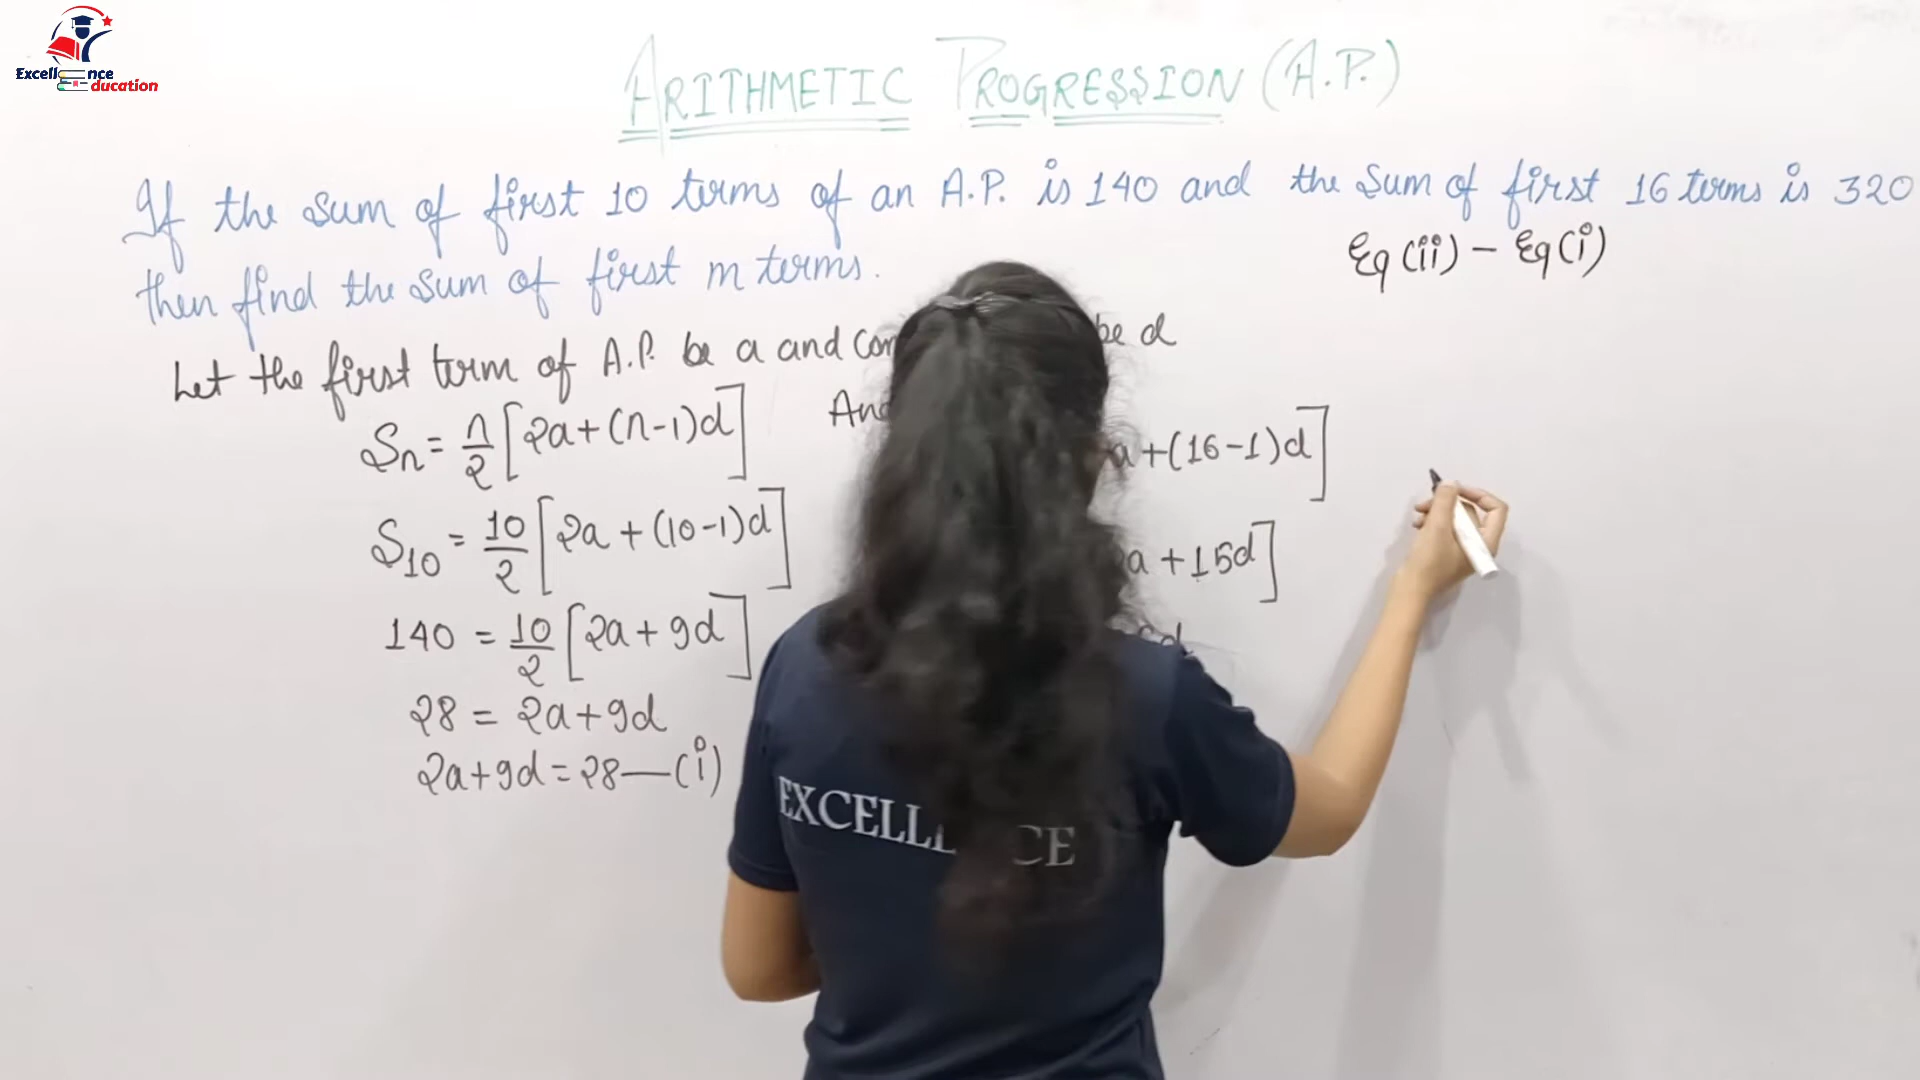 Excellence
Education
ARITHMETIC PROGRESSION (A.P.)
If the sum of first 10 terms of an A.P. is 140 and the sum of first 16 terms is 320
then find the sum of first m terms.
Eq (ii) - Eq (i)
Let the first term of A.P. be a and be d
Sn = n/2 [2a+(n-1)d]
S10 = 10/2 [2a + (10-1)d]
140 = 10/2 [2a + 9d]
28 = 2a+9d
2a+9d = 28 — (i)
And
a +(16-1)d]
a +15d]
d
EXCELL CE